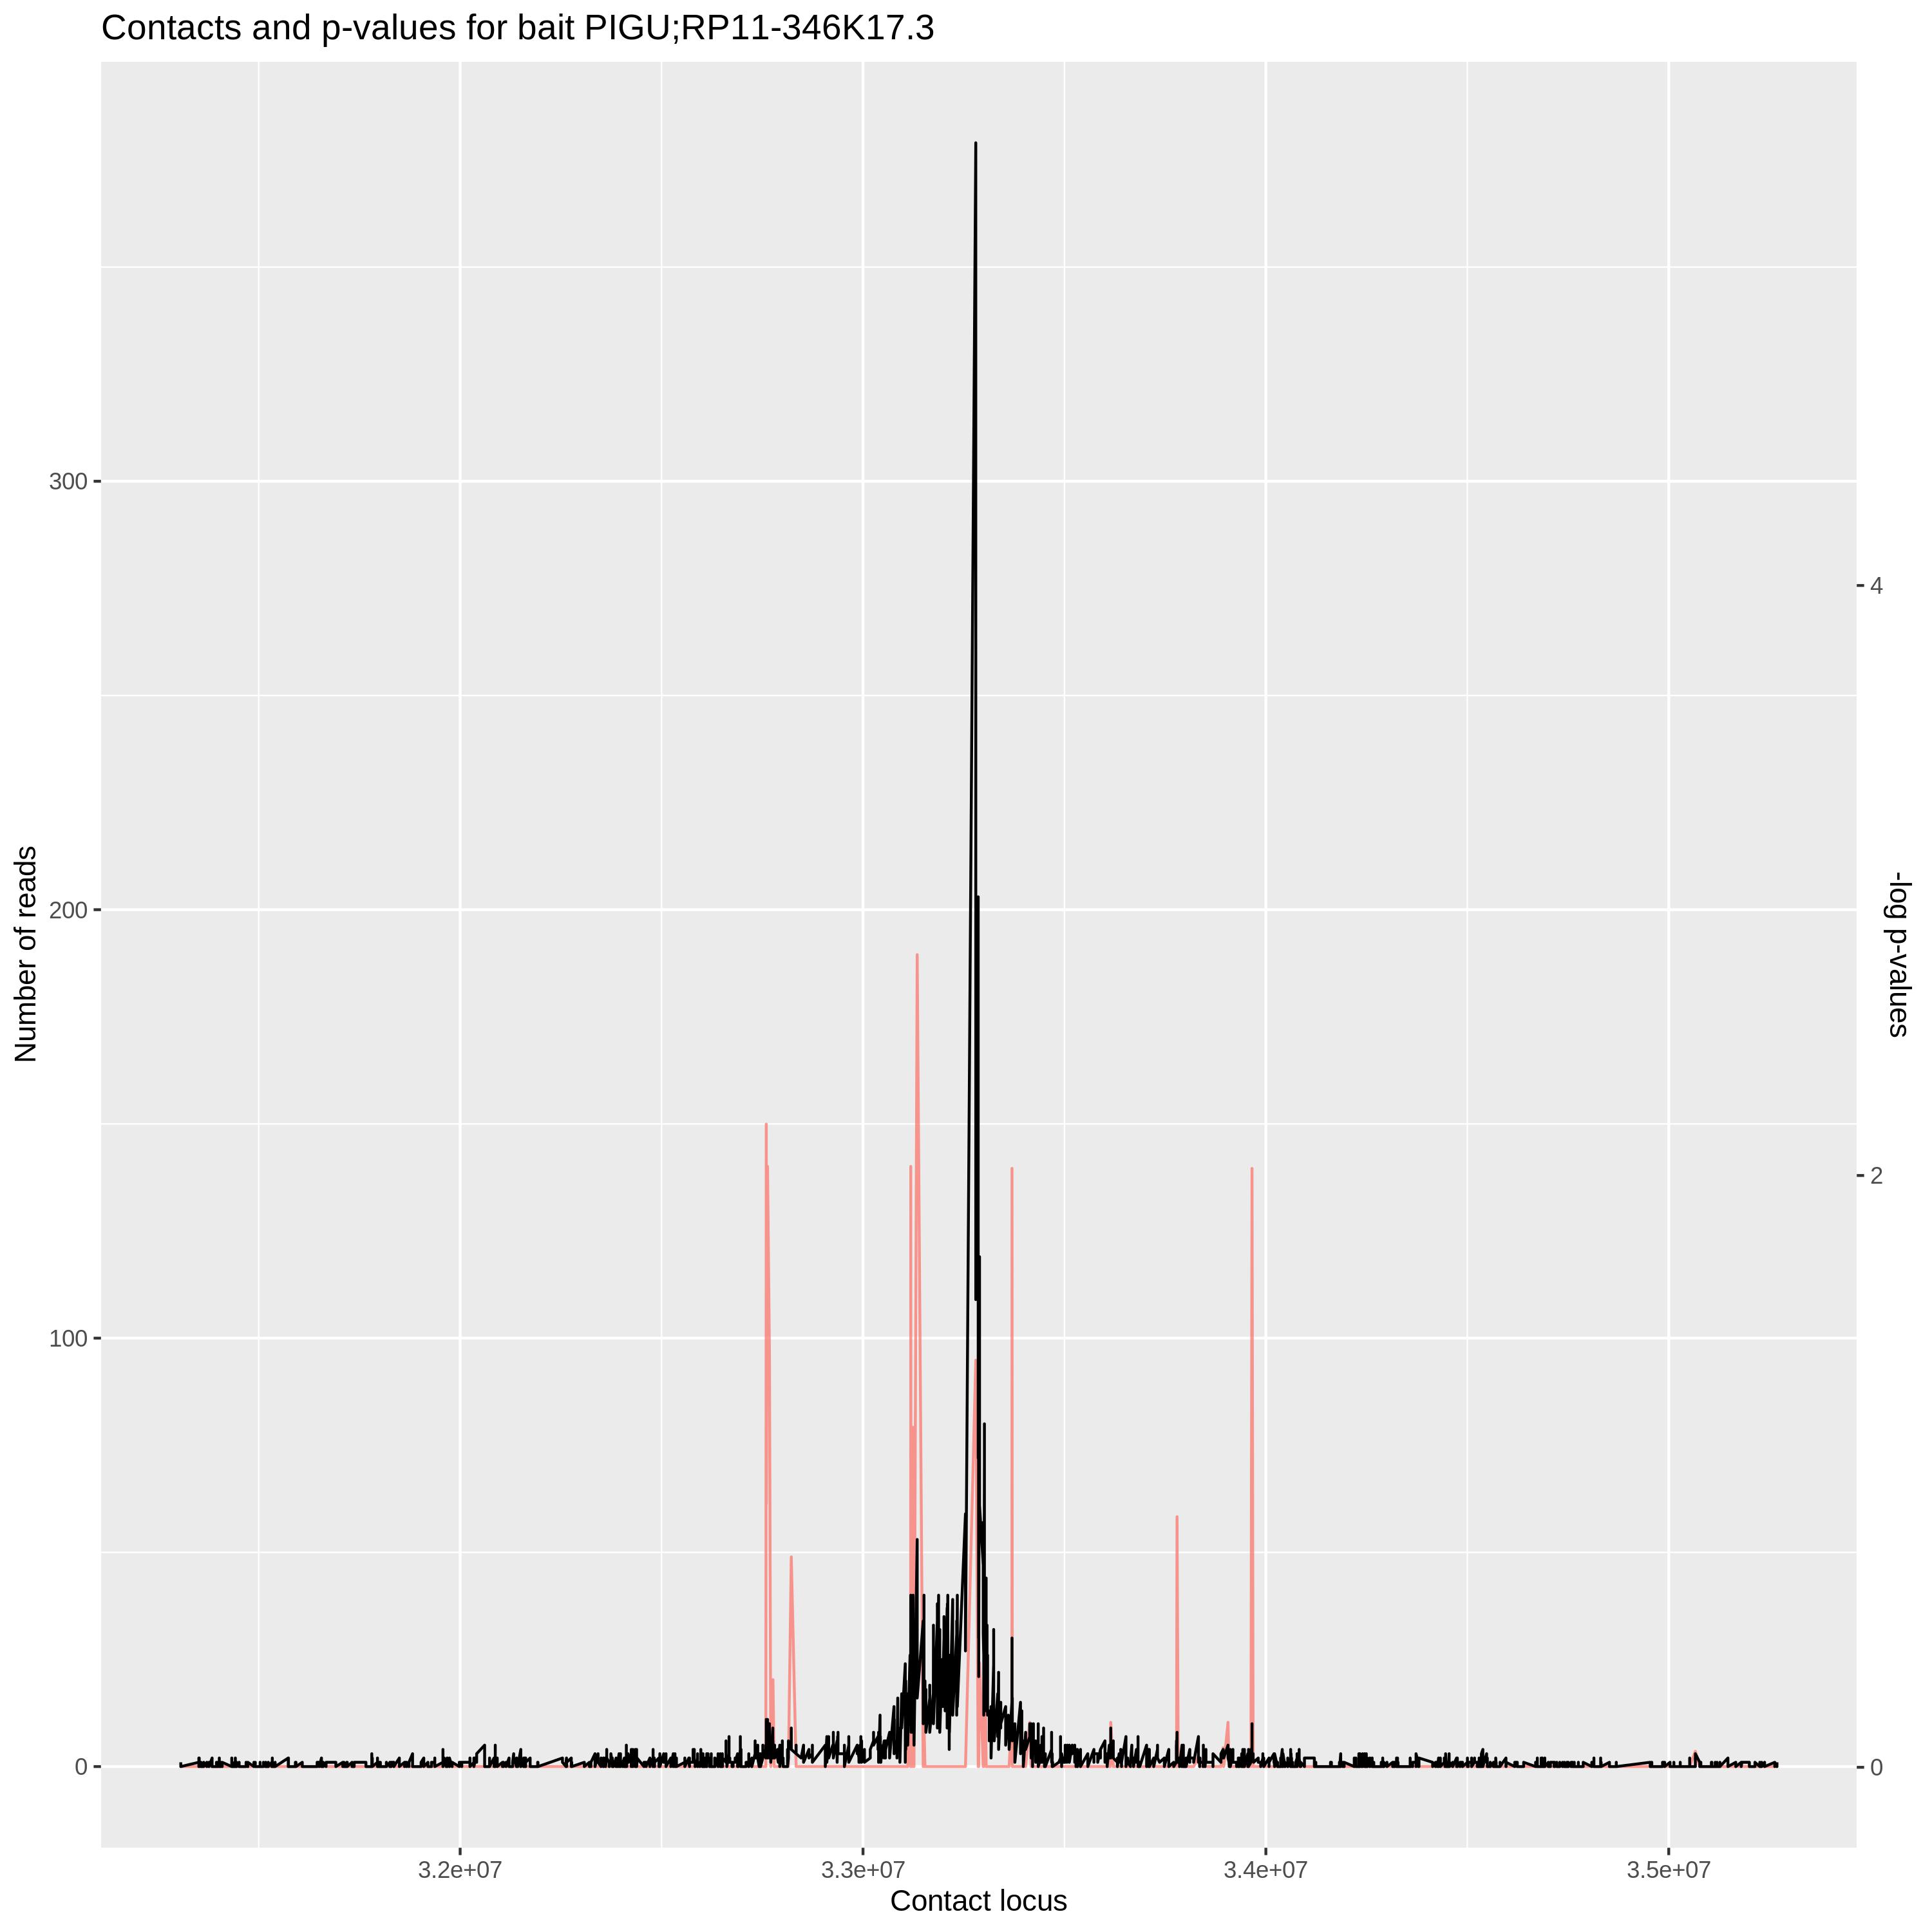 Contacts and p-values for bait PIGU;RP11-346K17.3
300
200
100
0
Number of reads
4
2
0
-log p-values
3.2e+07
3.3e+07
3.4e+07
3.5e+07
Contact locus